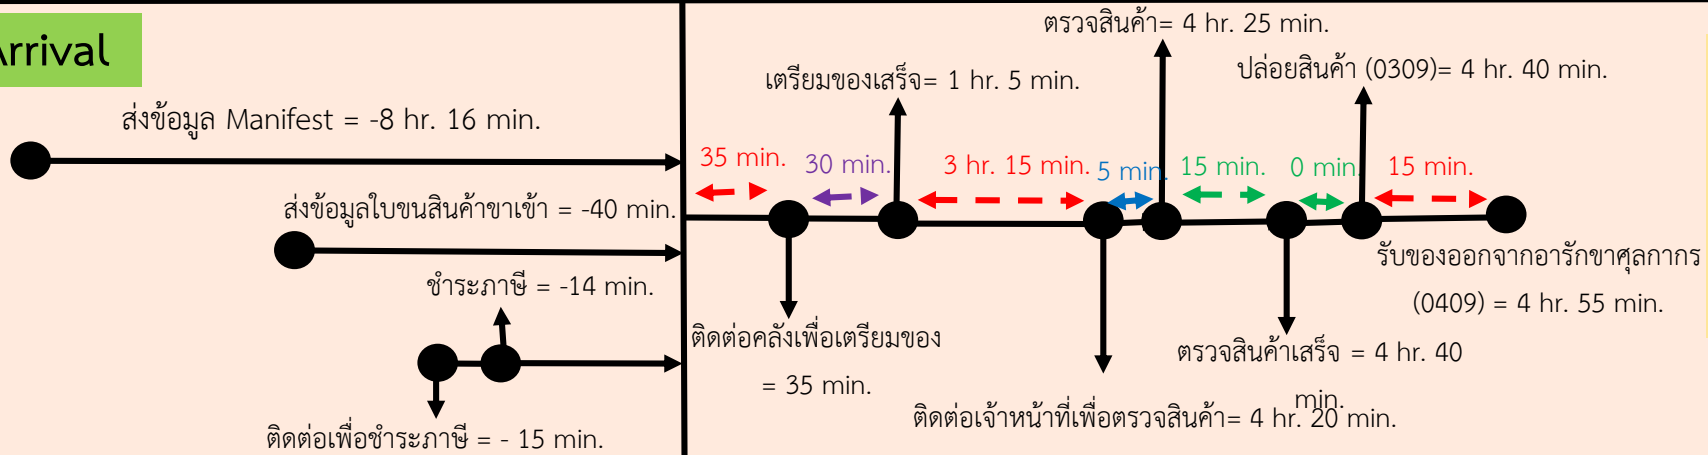 Arrival
ส่งข้อมูล Manifest = -8 hr. 16 min.
ส่งข้อมูลใบขนสินค้าขาเข้า = -40 min.
ชำระภาษี = -14 min.
ติดต่อเพื่อชำระภาษี = - 15 min.
ตรวจสินค้า= 4 hr. 25 min.
ปล่อยสินค้า (0309)= 4 hr. 40 min.
เตรียมของเสร็จ= 1 hr. 5 min.
35 min.
30 min.
3 hr. 15 min.
5 min.
15 min.
0 min.
15 min.
รับของออกจากอารักขาศุลกากร
(0409) = 4 hr. 55 min.
ติดต่อคลังเพื่อเตรียมของ
= 35 min.
ตรวจสินค้าเสร็จ = 4 hr. 40
min.
ติดต่อเจ้าหน้าที่เพื่อตรวจสินค้า= 4 hr. 20 min.